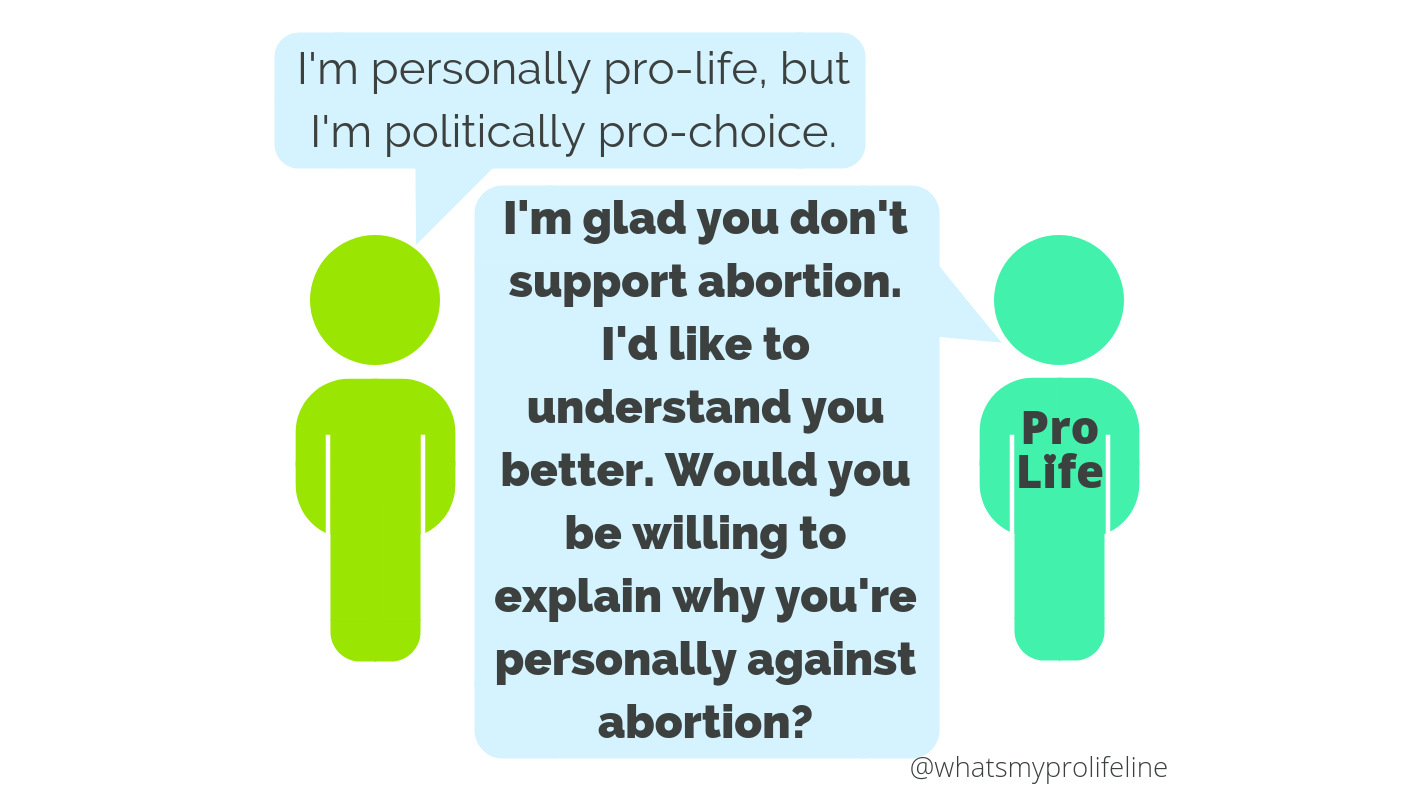 I'm personally pro-life, but
I'm politically pro-choice.
I'm glad you don't
support abortion.
I'd like to
understand you
better. Would you
be willing to
explain why you're
personally against
abortion?
Pro
Life
@whatsmyprolifeline